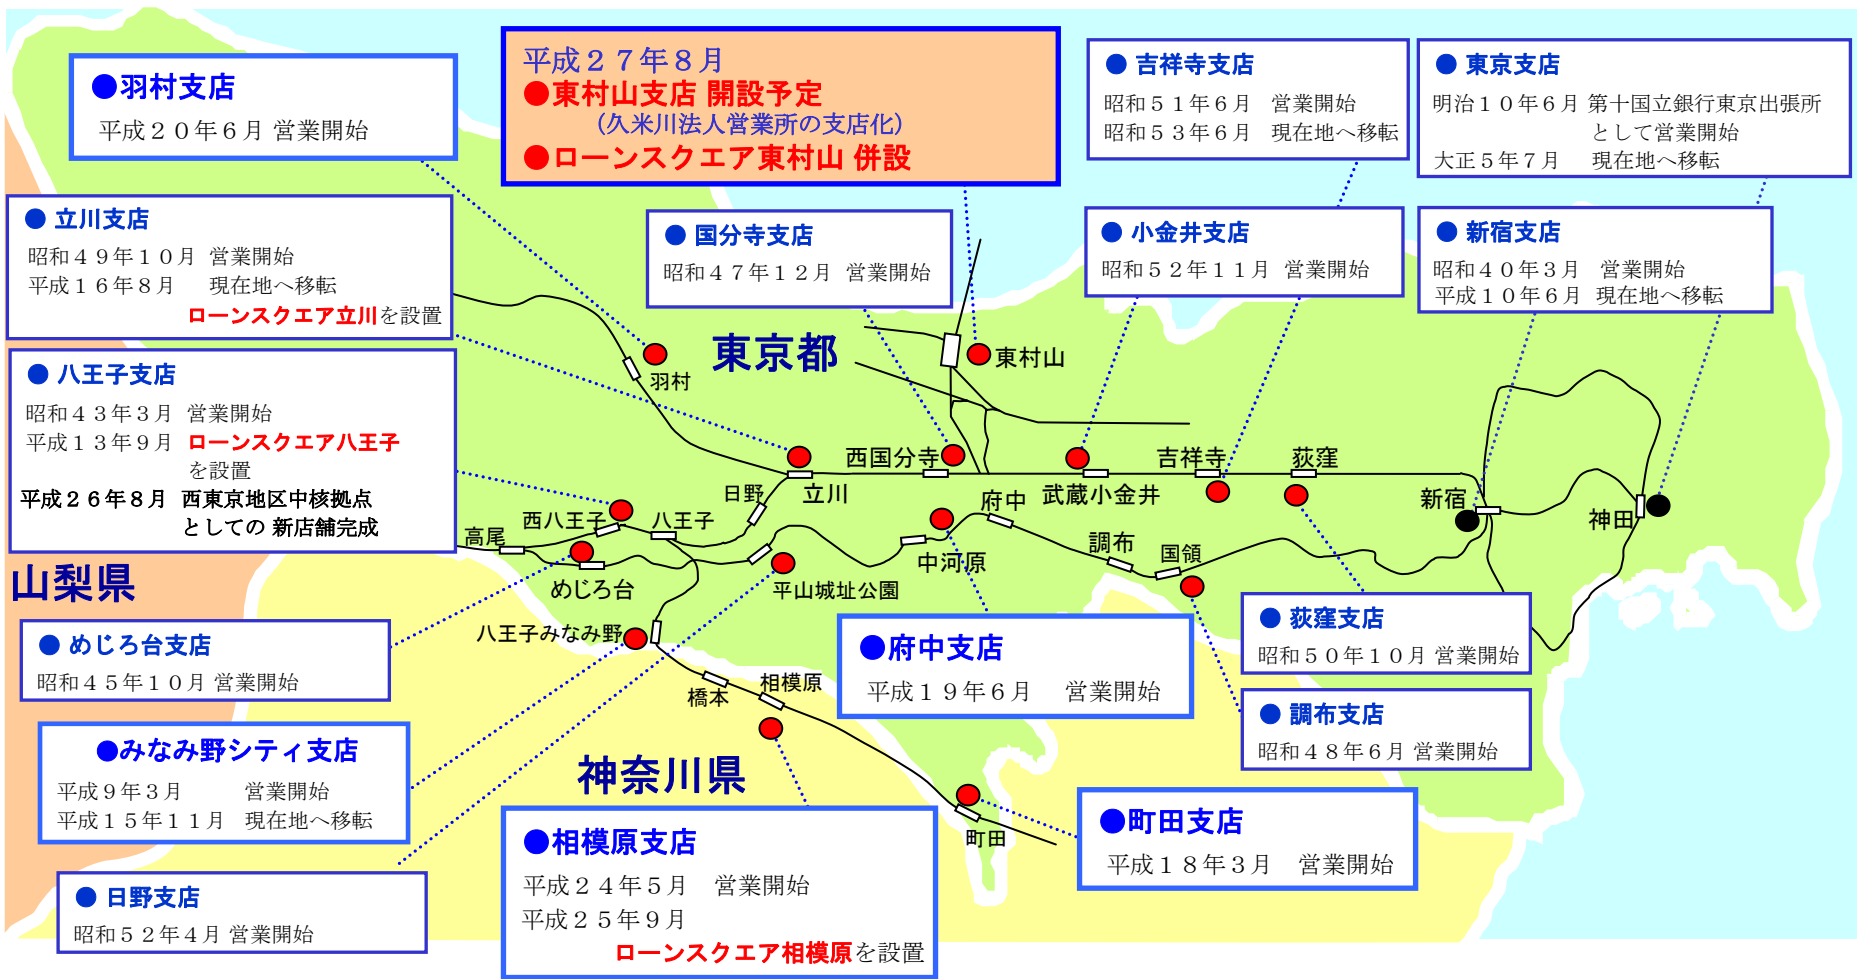 ●羽村支店
平成２０年６月 営業開始
平成２７年８月
●東村山支店 開設予定
（久米川法人営業所の支店化）
●ローンスクエア東村山 併設
● 吉祥寺支店
昭和５１年６月 営業開始
昭和５３年６月 現在地へ移転
● 東京支店
明治１０年６月 第十国立銀行東京出張所
として営業開始
大正５年７月 現在地へ移転
● 立川支店
昭和４９年１０月 営業開始
平成１６年８月 現在地へ移転
ローンスクエア立川を設置
● 国分寺支店
昭和４７年１２月 営業開始
● 小金井支店
昭和５２年１１月 営業開始
● 新宿支店
昭和４０年３月 営業開始
平成１０年６月 現在地へ移転
● 八王子支店
昭和４３年３月 営業開始
平成１３年９月 ローンスクエア八王子
を設置
平成２６年８月 西東京地区中核拠点
としての 新店舗完成
東京都
羽村
東村山
西国分寺
吉祥寺
荻窪
日野
立川
武蔵小金井
府中
新宿
神田
高尾
西八王子
八王子
中河原
調布
国領
山梨県
めじろ台
平山城址公園
八王子みなみ野
橋本
相模原
神奈川県
町田
● めじろ台支店
昭和４５年１０月 営業開始
●府中支店
平成１９年６月 営業開始
● 荻窪支店
昭和５０年１０月 営業開始
● 調布支店
昭和４８年６月 営業開始
●みなみ野シティ支店
平成９年３月 営業開始
平成１５年１１月 現在地へ移転
●相模原支店
平成２４年５月 営業開始
平成２５年９月
ローンスクエア相模原を設置
●町田支店
平成１８年３月 営業開始
● 日野支店
昭和５２年４月 営業開始